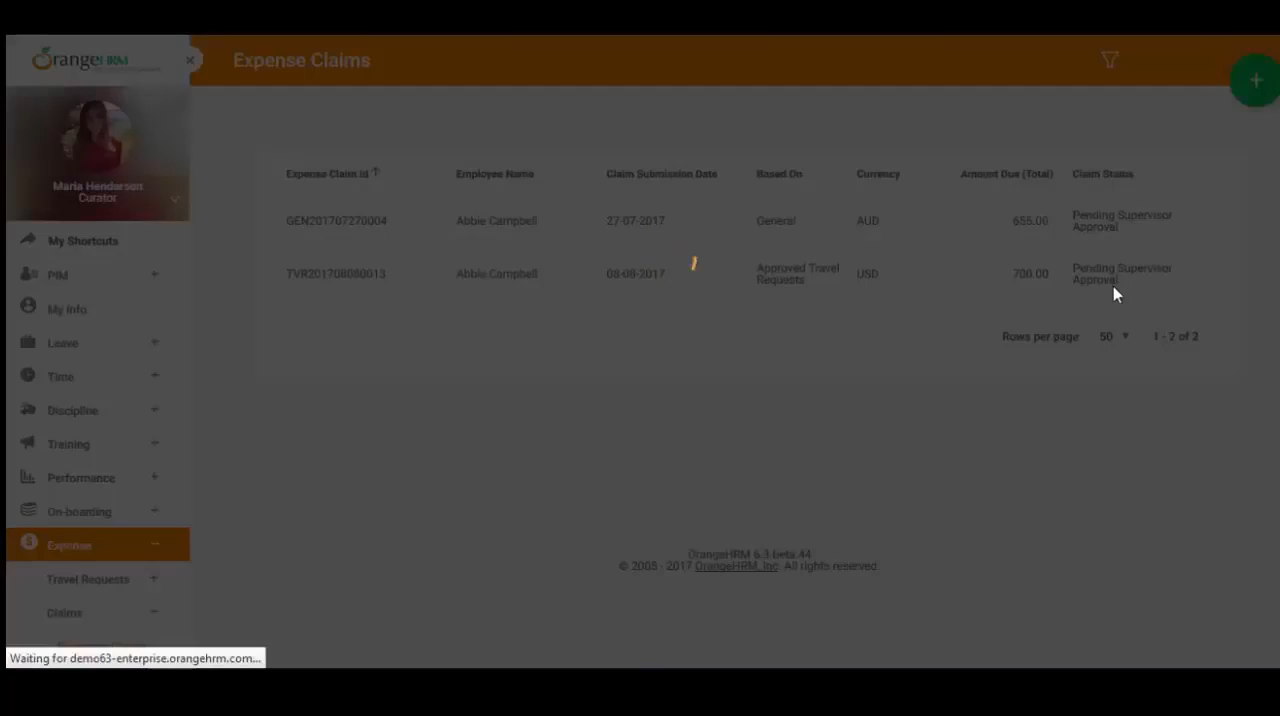 OrangeHRM
Expense Claims
Maria Henderson
Curator
My Shortcuts
PIM
My Info
Leave
Time
Discipline
Training
Performance
On-boarding
Expense
Travel Requests
Claims
Expense Claim Id Employee Name Claim Submission Date Based On Currency Amount Due (Total) Claim Status
GEN201707270004 Abbie Campbell 27-07-2017 General AUD 655.00 Pending Supervisor
Approval
TVR201708080013 Abbie Campbell 08-08-2017 Approved Travel
Requests USD 700.00 Pending Supervisor
Approval
Rows per page 50 1 - 2 of 2
OrangeHRM 6.3 beta.44
© 2005 - 2017 OrangeHRM, Inc. All rights reserved.
Waiting for demo63-enterprise.orangehrm.com...